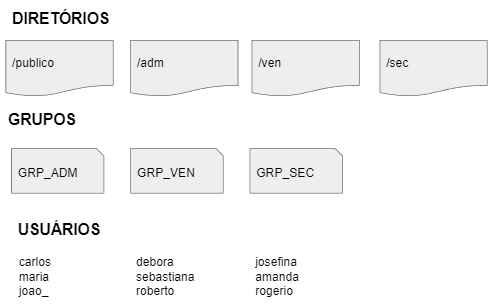 DIRETÓRIOS
/publico /adm /ven /sec
GRUPOS
GRP_ADM GRP_VEN GRP_SEC
USUÁRIOS
carlos debora josefina
maria sebastiana amanda
joao_ roberto rogerio